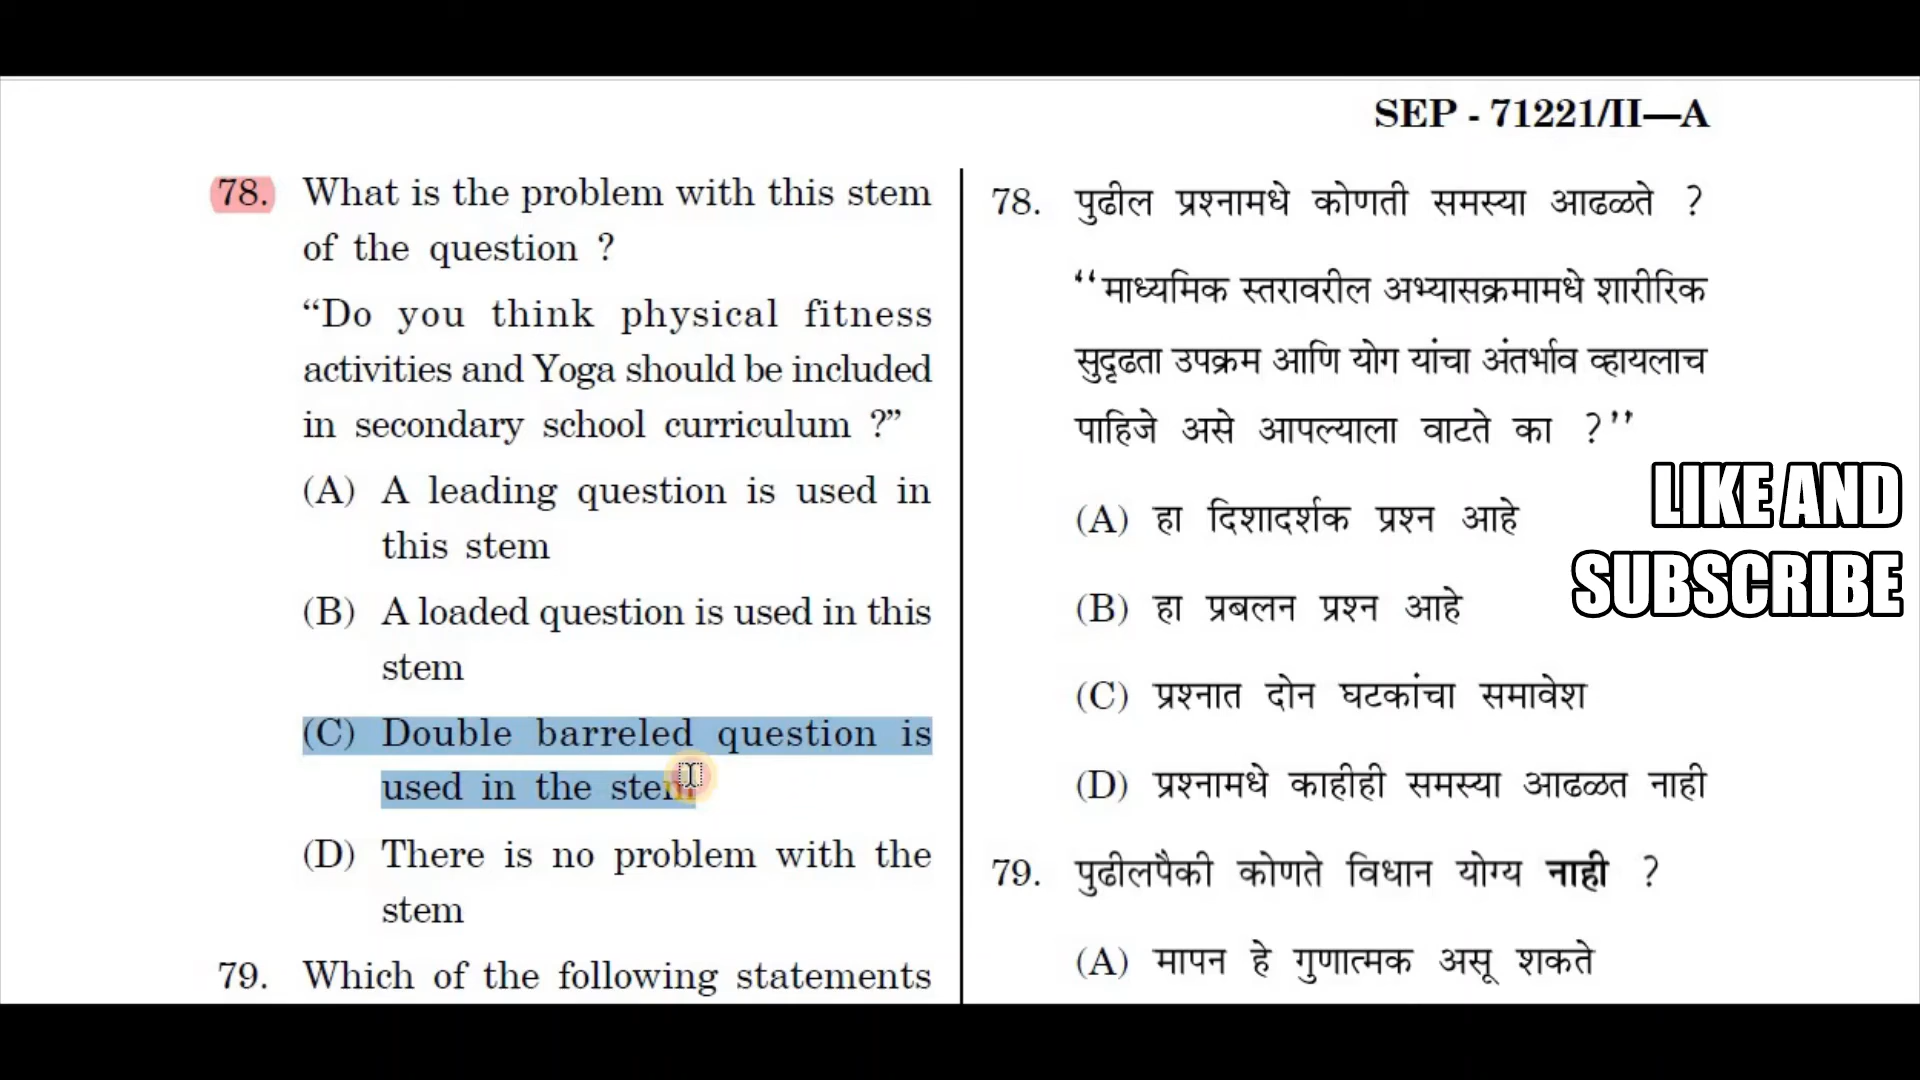 SEP - 71221/II—A
78. What is the problem with this stem
of the question ?
“Do you think physical fitness
activities and Yoga should be included
in secondary school curriculum ?”
(A) A leading question is used in
this stem
(B) A loaded question is used in this
stem
(C) Double barreled question is
used in the stem
(D) There is no problem with the
stem
79. Which of the following statements
78. पुढील प्रश्नामधे कोणती समस्या आढळते ?
‘‘माध्यमिक स्तरावरील अभ्यासक्रमामधे शारीरिक
सुदृढता उपक्रम आणि योग यांचा अंतर्भाव व्हायलाच
पाहिजे असे आपल्याला वाटते का ?’’
(A) हा दिशादर्शक प्रश्न आहे
(B) हा प्रबलन प्रश्न आहे
(C) प्रश्नात दोन घटकांचा समावेश
(D) प्रश्नामधे काहीही समस्या आढळत नाही
79. पुढीलपैकी कोणते विधान योग्य नाही ?
(A) मापन हे गुणात्मक असू शकते
LIKE AND
SUBSCRIBE